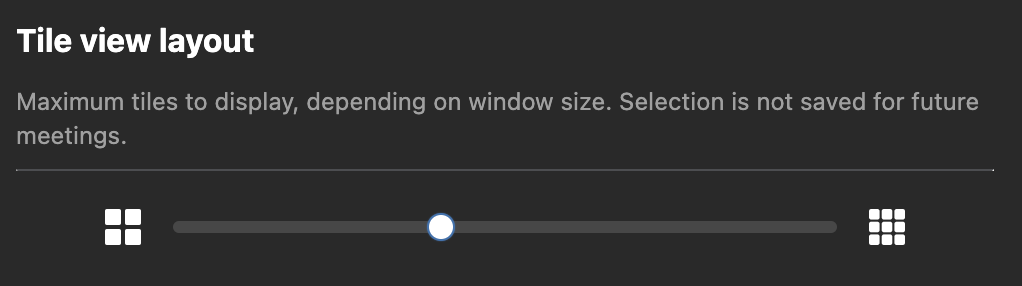 Tile view layout
Maximum tiles to display, depending on window size. Selection is not saved for future
meetings.